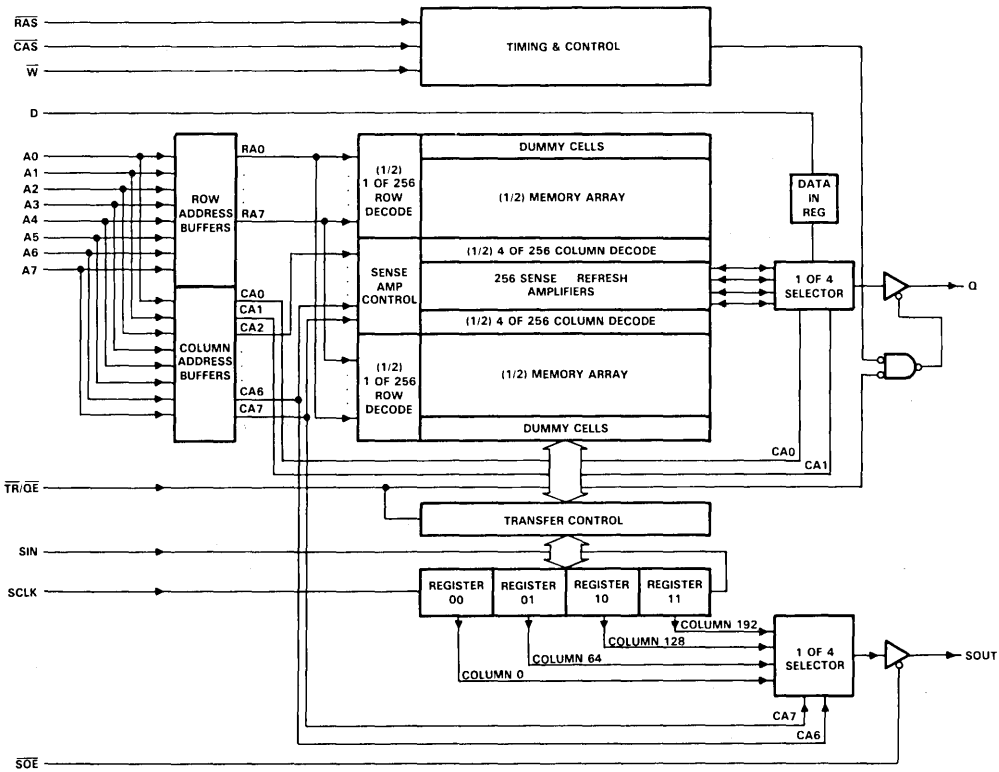 RAS
CAS
W
TIMING & CONTROL
D
A0
A1
A2
A3
A4
A5
A6
A7
ROW
ADDRESS
BUFFERS
COLUMN
ADDRESS
BUFFERS
RA0
RA7
CA0
CA1
CA2
CA6
CA7
(1/2)
1 OF 256
ROW
DECODE
SENSE
AMP
CONTROL
(1/2)
1 OF 256
ROW
DECODE
DUMMY CELLS
(1/2) MEMORY ARRAY
(1/2) 4 OF 256 COLUMN DECODE
256 SENSE REFRESH
AMPLIFIERS
(1/2) 4 OF 256 COLUMN DECODE
(1/2) MEMORY ARRAY
DUMMY CELLS
DATA
IN
REG
1 OF 4
SELECTOR
Q
CA0
CA1
TR/QE
TRANSFER CONTROL
SIN
SCLK
REGISTER
00
REGISTER
01
REGISTER
10
REGISTER
11
COLUMN 192
COLUMN 128
COLUMN 64
COLUMN 0
1 OF 4
SELECTOR
SOUT
CA7
CA6
SOE